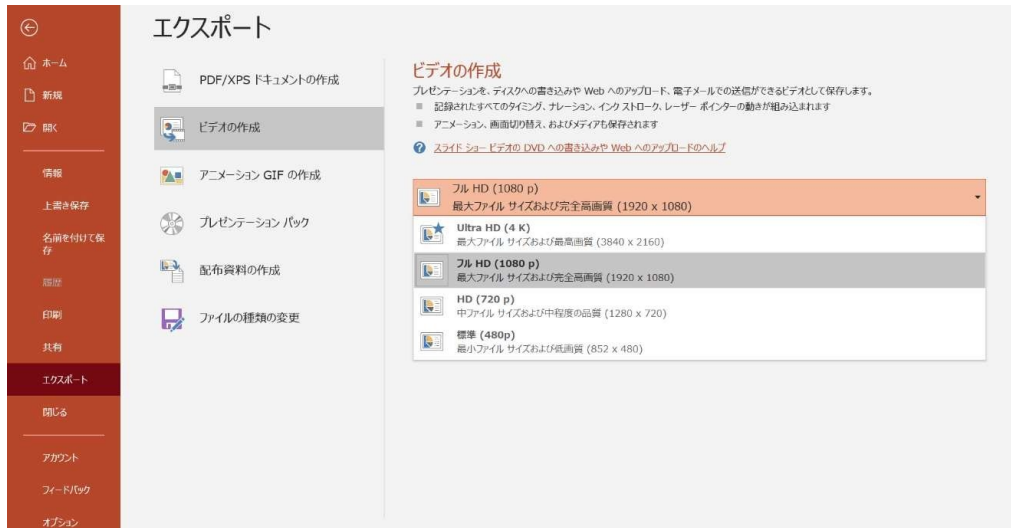 エクスポート
ホーム
新規
開く
情報
上書き保存
名前を付けて保
存
履歴
印刷
共有
エクスポート
閉じる
アカウント
フィードバック
オプション
PDF/XPS ドキュメントの作成
ビデオの作成
アニメーション GIF の作成
プレゼンテーション パック
配布資料の作成
ファイルの種類の変更
ビデオの作成
プレゼンテーションを、ディスクへの書き込みや Web へのアップロード、電子メールでの送信ができるビデオとして保存します。
記録されたすべてのタイミング、ナレーション、インク ストローク、レーザー ポインターの動きが組み込まれます
アニメーション、画面切り替え、およびメディアも保存されます
スライド ショー ビデオの DVD への書き込みや Web へのアップロードのヘルプ
フル HD (1080 p)
最大ファイル サイズおよび完全高画質 (1920 x 1080)
Ultra HD (4 K)
最大ファイル サイズおよび最高画質 (3840 x 2160)
フル HD (1080 p)
最大ファイル サイズおよび完全高画質 (1920 x 1080)
HD (720 p)
中ファイル サイズおよび中程度の品質 (1280 x 720)
標準 (480p)
最小ファイル サイズおよび低画質 (852 x 480)